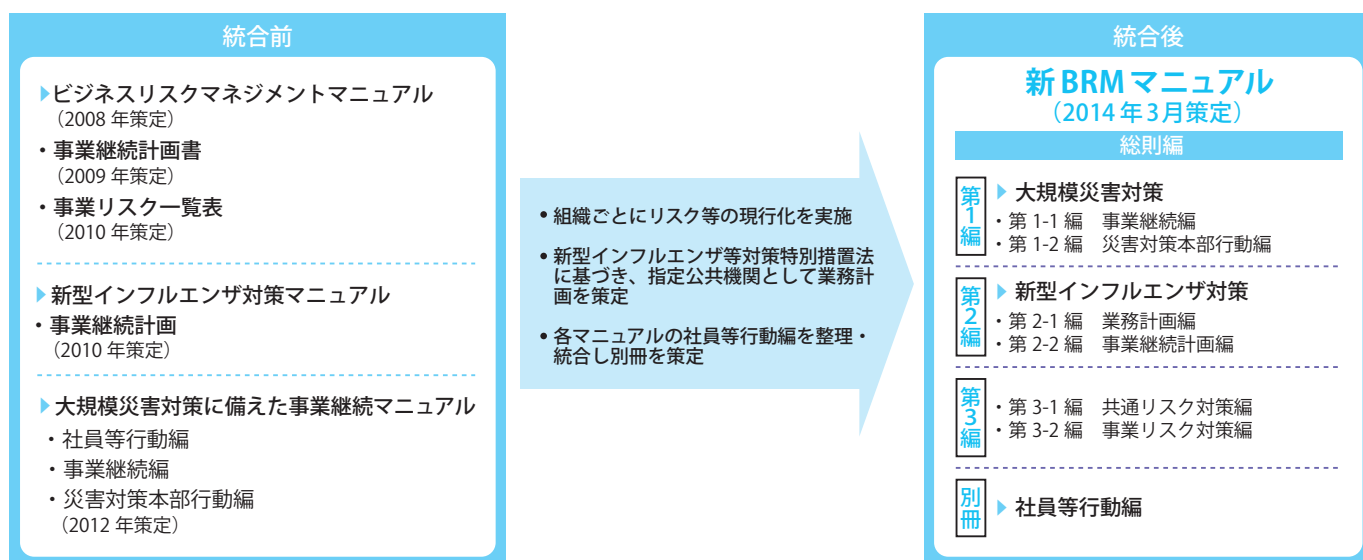 統合前
▶ビジネスリスクマネジメントマニュアル
（2008 年策定）
・事業継続計画書
（2009 年策定）
・事業リスク一覧表
（2010 年策定）
▶新型インフルエンザ対策マニュアル
・事業継続計画
（2010 年策定）
▶大規模災害対策に備えた事業継続マニュアル
・社員等行動編
・事業継続編
・災害対策本部行動編
（2012 年策定）
• 組織ごとにリスク等の現行化を実施
• 新型インフルエンザ等対策特別措置法
に基づき、指定公共機関として業務計
画を策定
• 各マニュアルの社員等行動編を整理・
統合し別冊を策定
統合後
新 BRM マニュアル
（2014 年 3 月策定）
総則編
第1編
▶ 大規模災害対策
・第 1-1 編　事業継続編
・第 1-2 編　災害対策本部行動編
第2編
▶ 新型インフルエンザ対策
・第 2-1 編　業務計画編
・第 2-2 編　事業継続計画編
第3編
・第 3-1 編　共通リスク対策編
・第 3-2 編　事業リスク対策編
別冊
▶ 社員等行動編